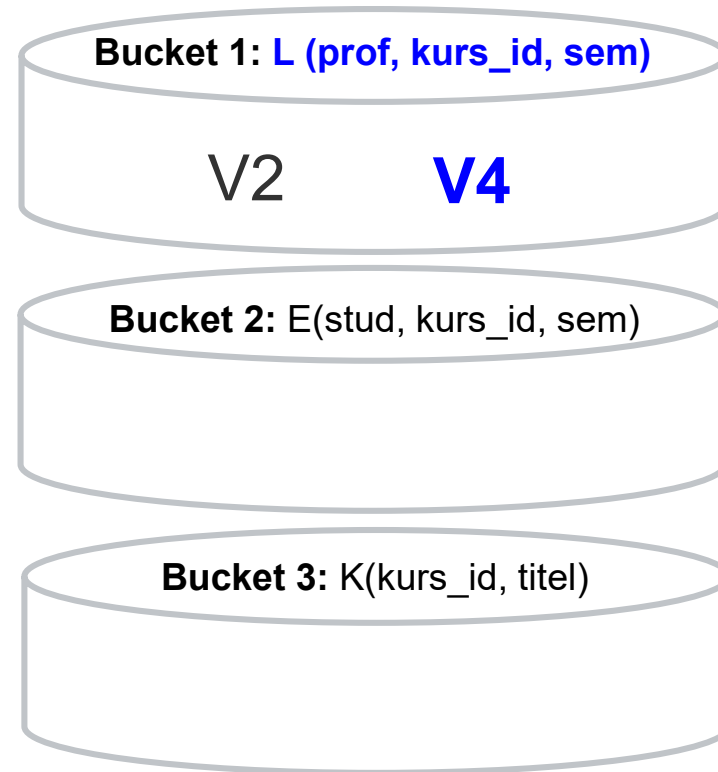 Bucket 1: L (prof, kurs_id, sem)
V2 V4
Bucket 2: E(stud, kurs_id, sem)
Bucket 3: K(kurs_id, titel)